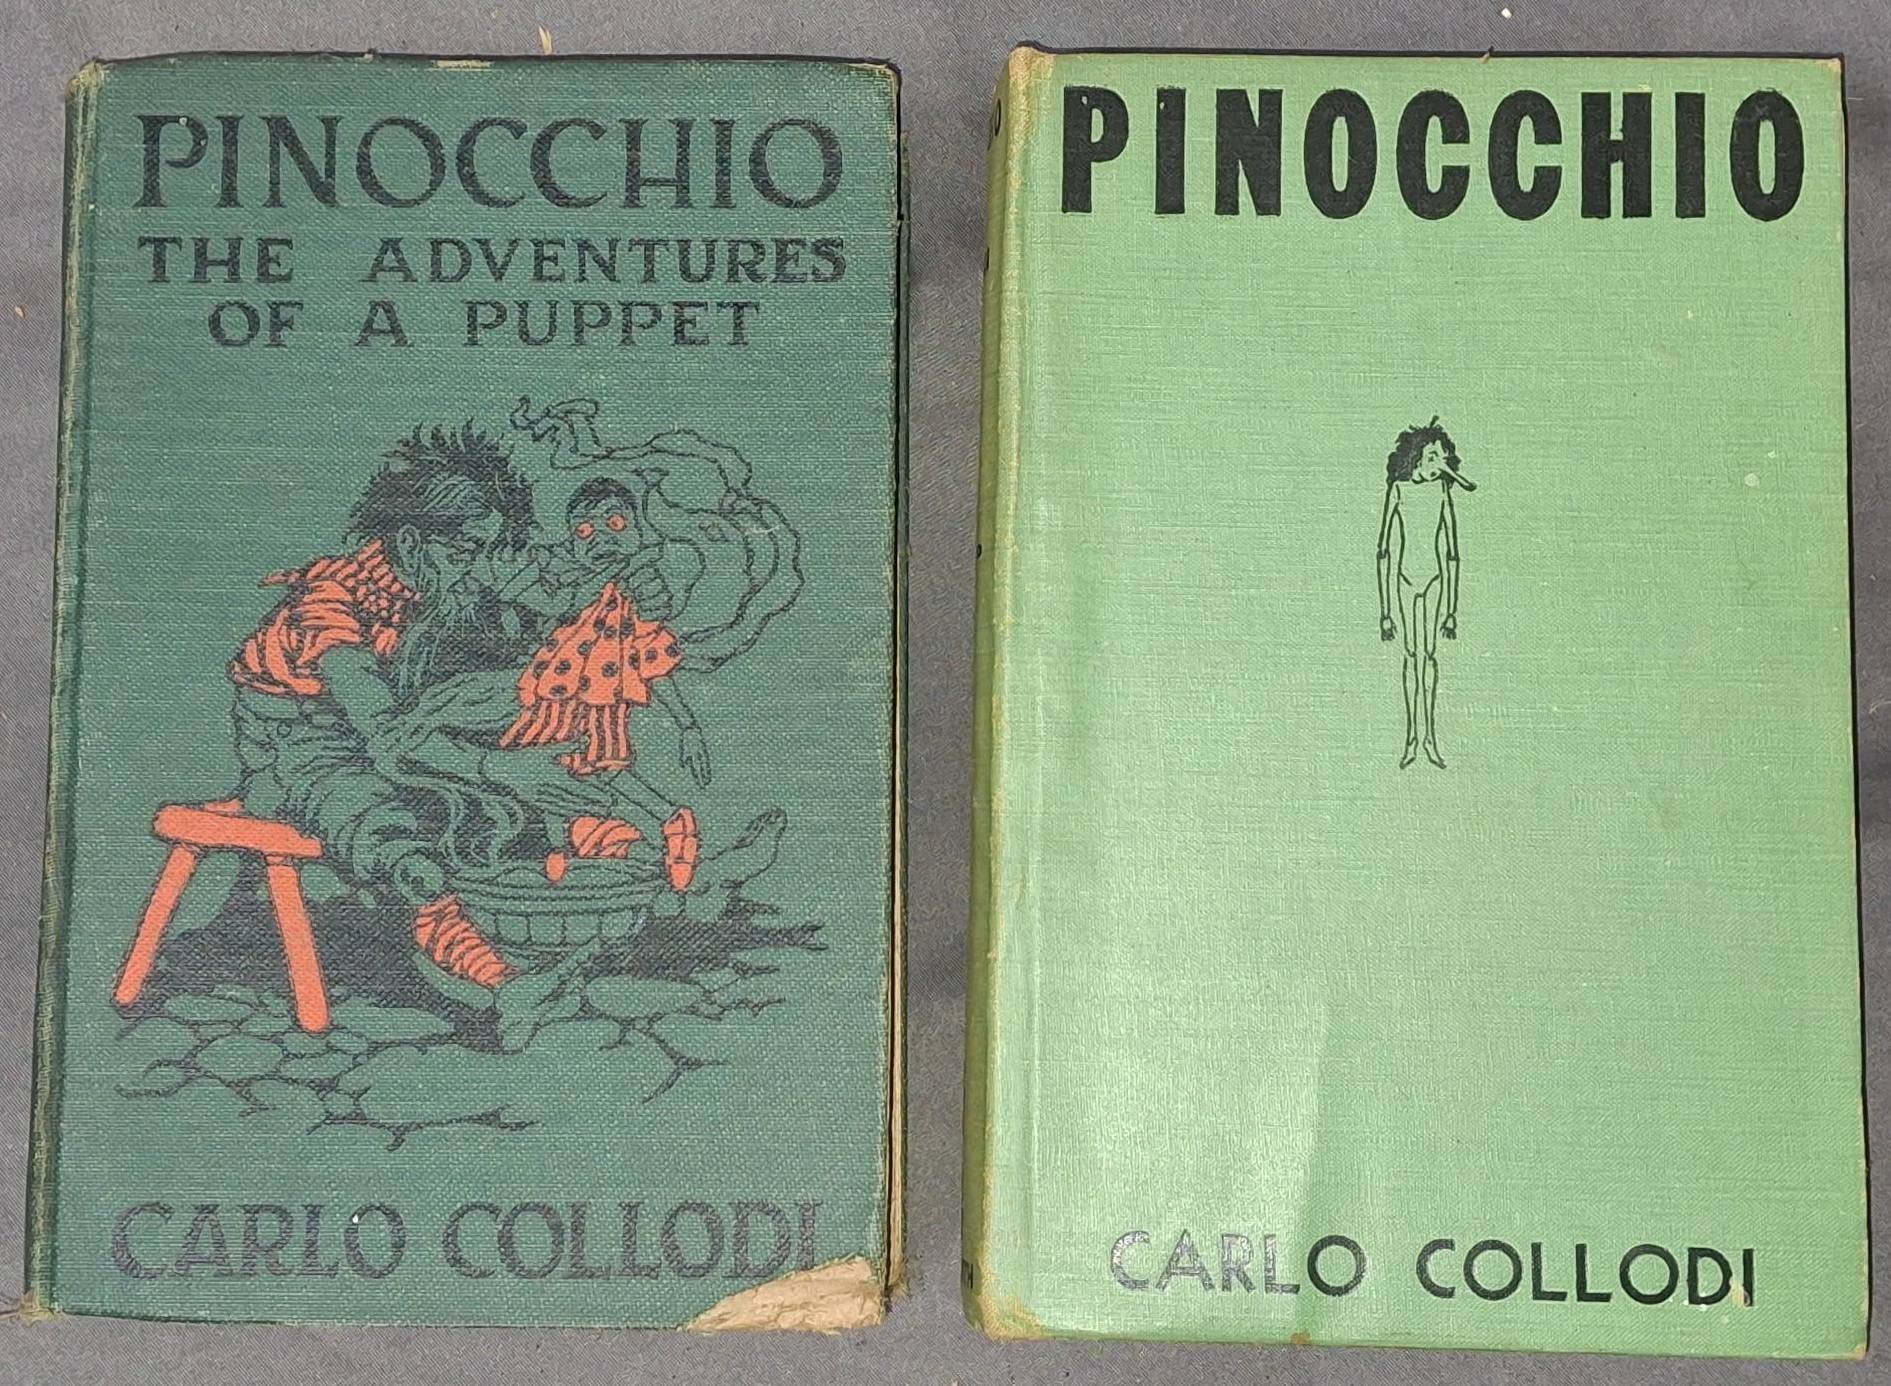 PINOCCHIO
THE ADVENTURES
OF A PUPPET
CARLO COLLODI
PINOCCHIO
CARLO COLLODI